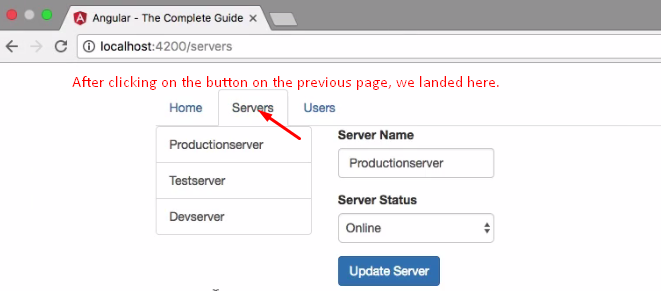 Angular - The Complete Guide
localhost:4200/servers
After clicking on the button on the previous page, we landed here.
Home Servers Users
Productionserver
Testserver
Devserver
Server Name
Productionserver
Server Status
Online
Update Server